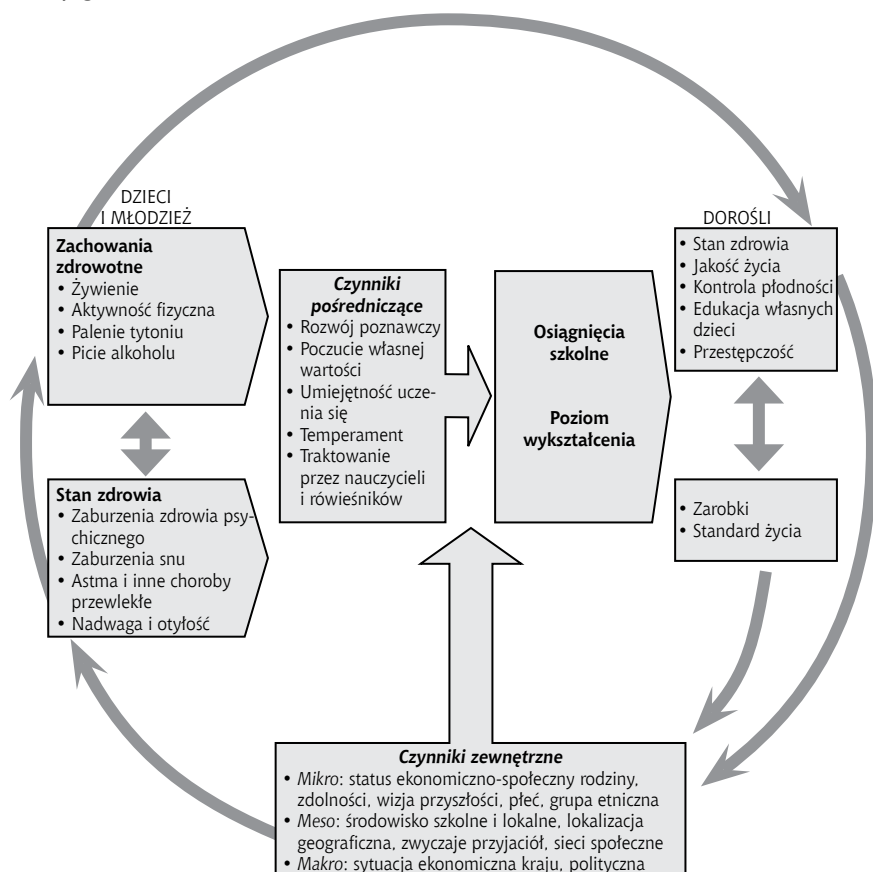 DZIECI
I MŁODZIEŻ
Zachowania
zdrowotne
• Żywienie
• Aktywność fizyczna
• Palenie tytoniu
• Picie alkoholu
Stan zdrowia
• Zaburzenia zdrowia psy-
chicznego
• Zaburzenia snu
• Astma i inne choroby
przewlekłe
• Nadwaga i otyłość
Czynniki
pośredniczące
• Rozwój poznawczy
• Poczucie własnej
wartości
• Umiejętność ucze-
nia się
• Temperament
• Traktowanie
przez nauczycieli
i rówieśników
Osiągnięcia
szkolne
Poziom
wykształcenia
DOROŚLI
• Stan zdrowia
• Jakość życia
• Kontrola płodności
• Edukacja własnych
dzieci
• Przestępczość
• Zarobki
• Standard życia
Czynniki zewnętrzne
• Mikro: status ekonomiczno-społeczny rodziny,
zdolności, wizja przyszłości, płeć, grupa etniczna
• Meso: środowisko szkolne i lokalne, lokalizacja
geograficzna, zwyczaje przyjaciół, sieci społeczne
• Makro: sytuacja ekonomiczna kraju, polityczna